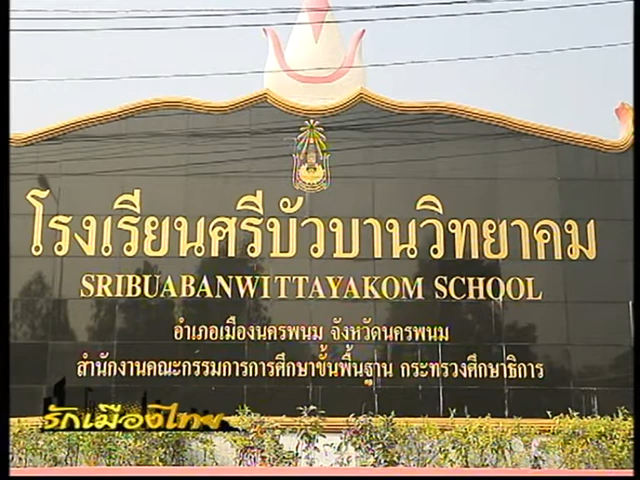 โรงเรียนศรีบัวบานวิทยาคม
SRIBUABANWITTAYAKOM SCHOOL
อำเภอเมืองนครพนม จังหวัดนครพนม
สำนักงานคณะกรรมการการศึกษาขั้นพื้นฐาน กระทรวงศึกษาธิการ
รักเมืองไทย